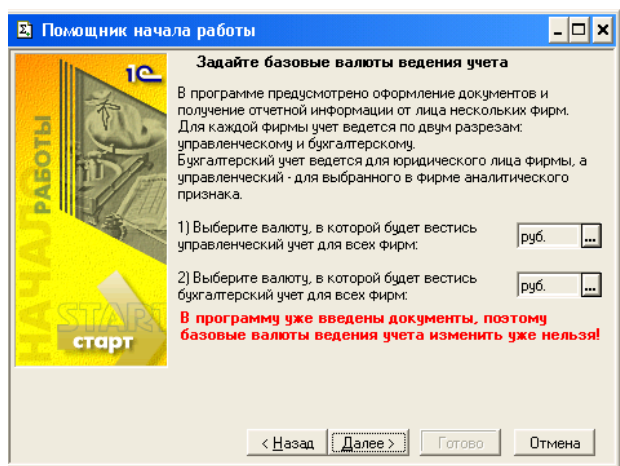 Помощник начала работы
1С
НАЧАЛО
РАБОТЫ
START
старт
Задайте базовые валюты ведения учета
В программе предусмотрено оформление документов и
получение отчетной информации от лица нескольких фирм.
Для каждой фирмы учет ведется по двум разрезам:
управленческому и бухгалтерскому.
Бухгалтерский учет ведется для юридического лица фирмы, а
управленческий - для выбранного в фирме аналитического
признака.
1) Выберите валюту, в которой будет вестись
управленческий учет для всех фирм:
руб. ...
2) Выберите валюту, в которой будет вестись
бухгалтерский учет для всех фирм:
руб. ...
В программу уже введены документы, поэтому
базовые валюты ведения учета изменить уже нельзя!
< Назад Далее > Готово Отмена